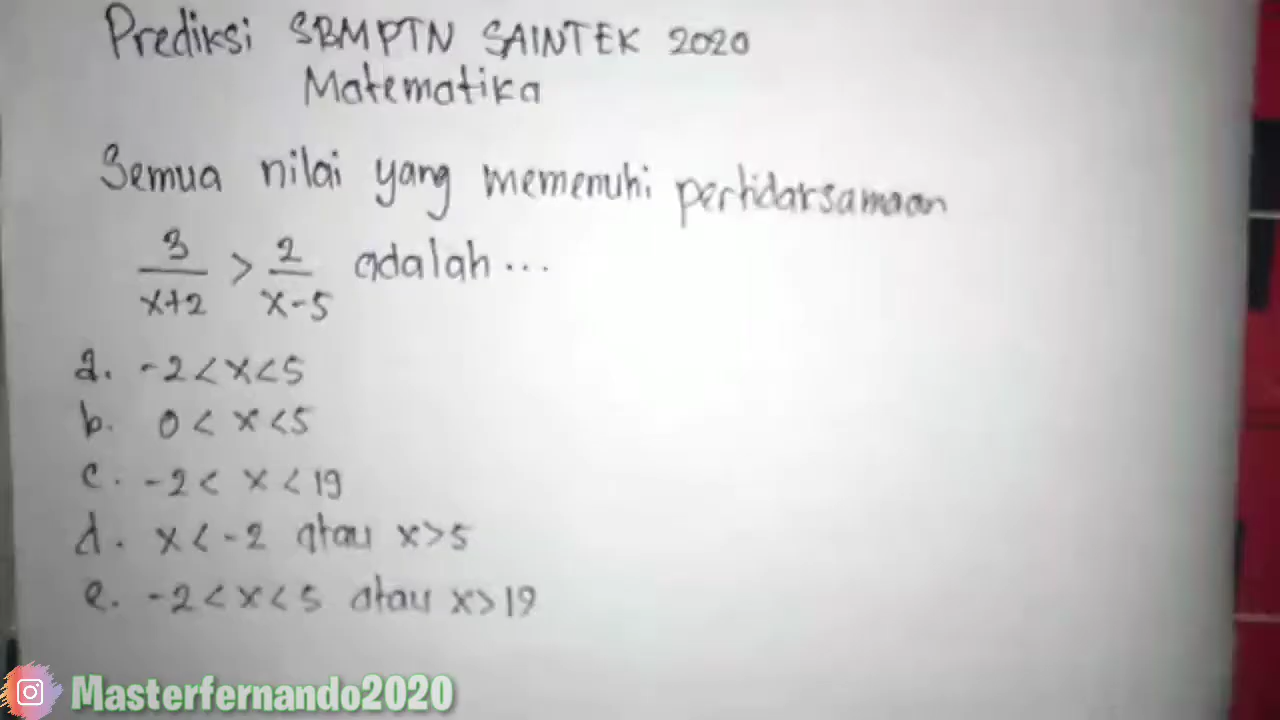 Prediksi SBMPTN SAINTEK 2020
Matematika
Semua nilai yang memenuhi pertidaksamaan
3/(x+2) > 2/(x-5) adalah...
a. -2 < x < 5
b. 0 < x < 5
c. -2 < x < 19
d. x < -2 atau x > 5
e. -2 < x < 5 atau x > 19
Masterfernando2020